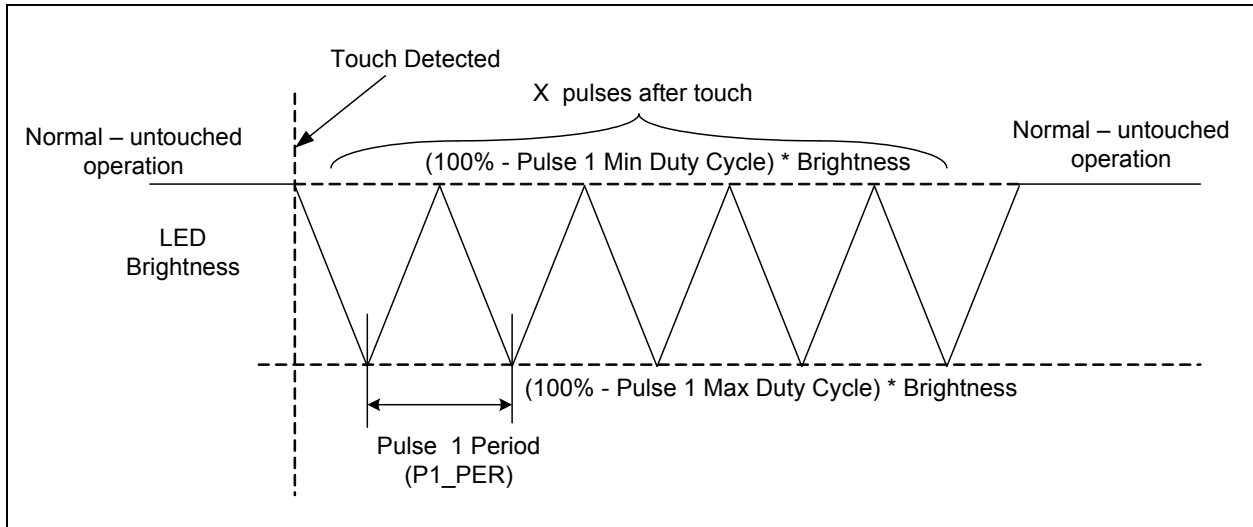 Touch Detected
X pulses after touch
Normal – untouched
operation
Normal – untouched
operation
(100% - Pulse 1 Min Duty Cycle) * Brightness
LED
Brightness
(100% - Pulse 1 Max Duty Cycle) * Brightness
Pulse 1 Period
(P1_PER)